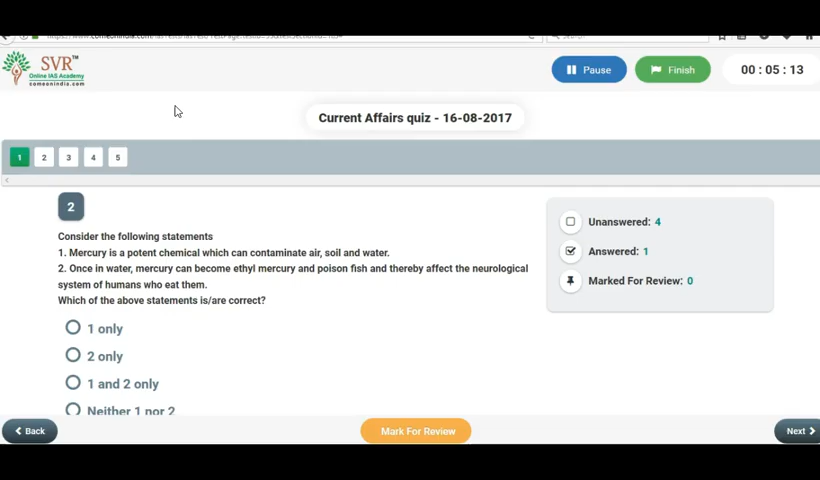 SVR™
Online IAS Academy
comeonindia.com
Pause
Finish
00 : 05 : 13
Current Affairs quiz - 16-08-2017
1 2 3 4 5
2
Consider the following statements
1. Mercury is a potent chemical which can contaminate air, soil and water.
2. Once in water, mercury can become ethyl mercury and poison fish and thereby affect the neurological
system of humans who eat them.
Which of the above statements is/are correct?
1 only
2 only
1 and 2 only
Neither 1 nor 2
Unanswered: 4
Answered: 1
Marked For Review: 0
Back
Mark For Review
Next